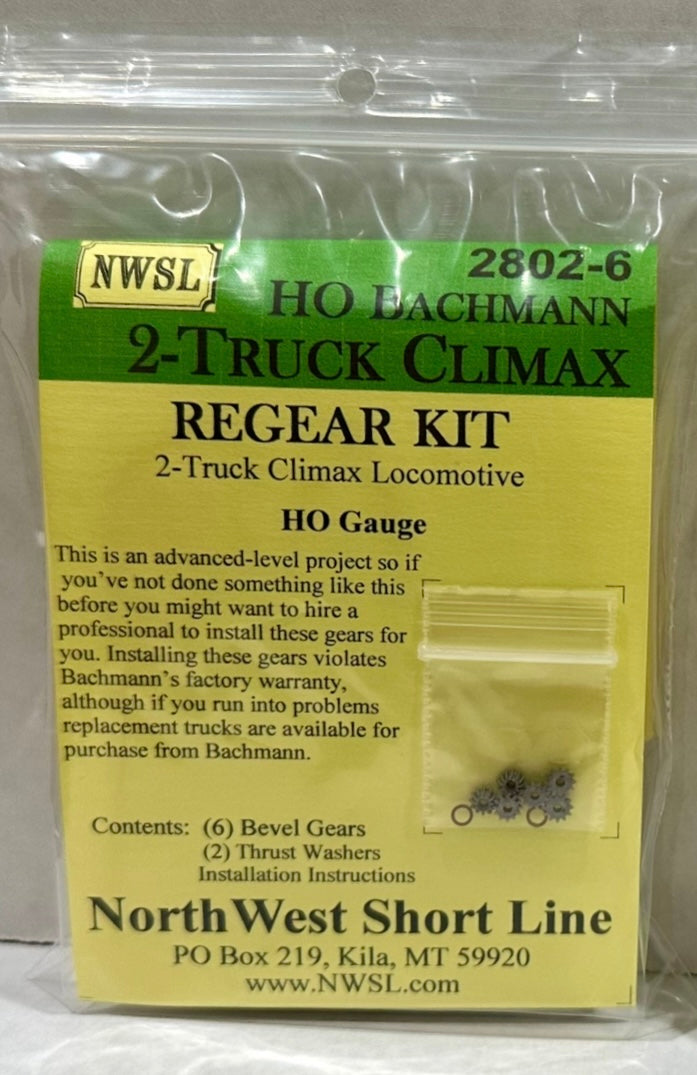 NWSL
2802-6
HO BACHMANN
2-TRUCK CLIMAX
REGEAR KIT
2-Truck Climax Locomotive
HO Gauge
This is an advanced-level project so if
you've not done something like this
before you might want to hire a
professional to install these gears for
you. Installing these gears violates
Bachmann's factory warranty,
although if you run into problems
replacement trucks are available for
purchase from Bachmann.
Contents: (6) Bevel Gears
(2) Thrust Washers
Installation Instructions
NorthWest Short Line
PO Box 219, Kila, MT 59920
www.NWSL.com